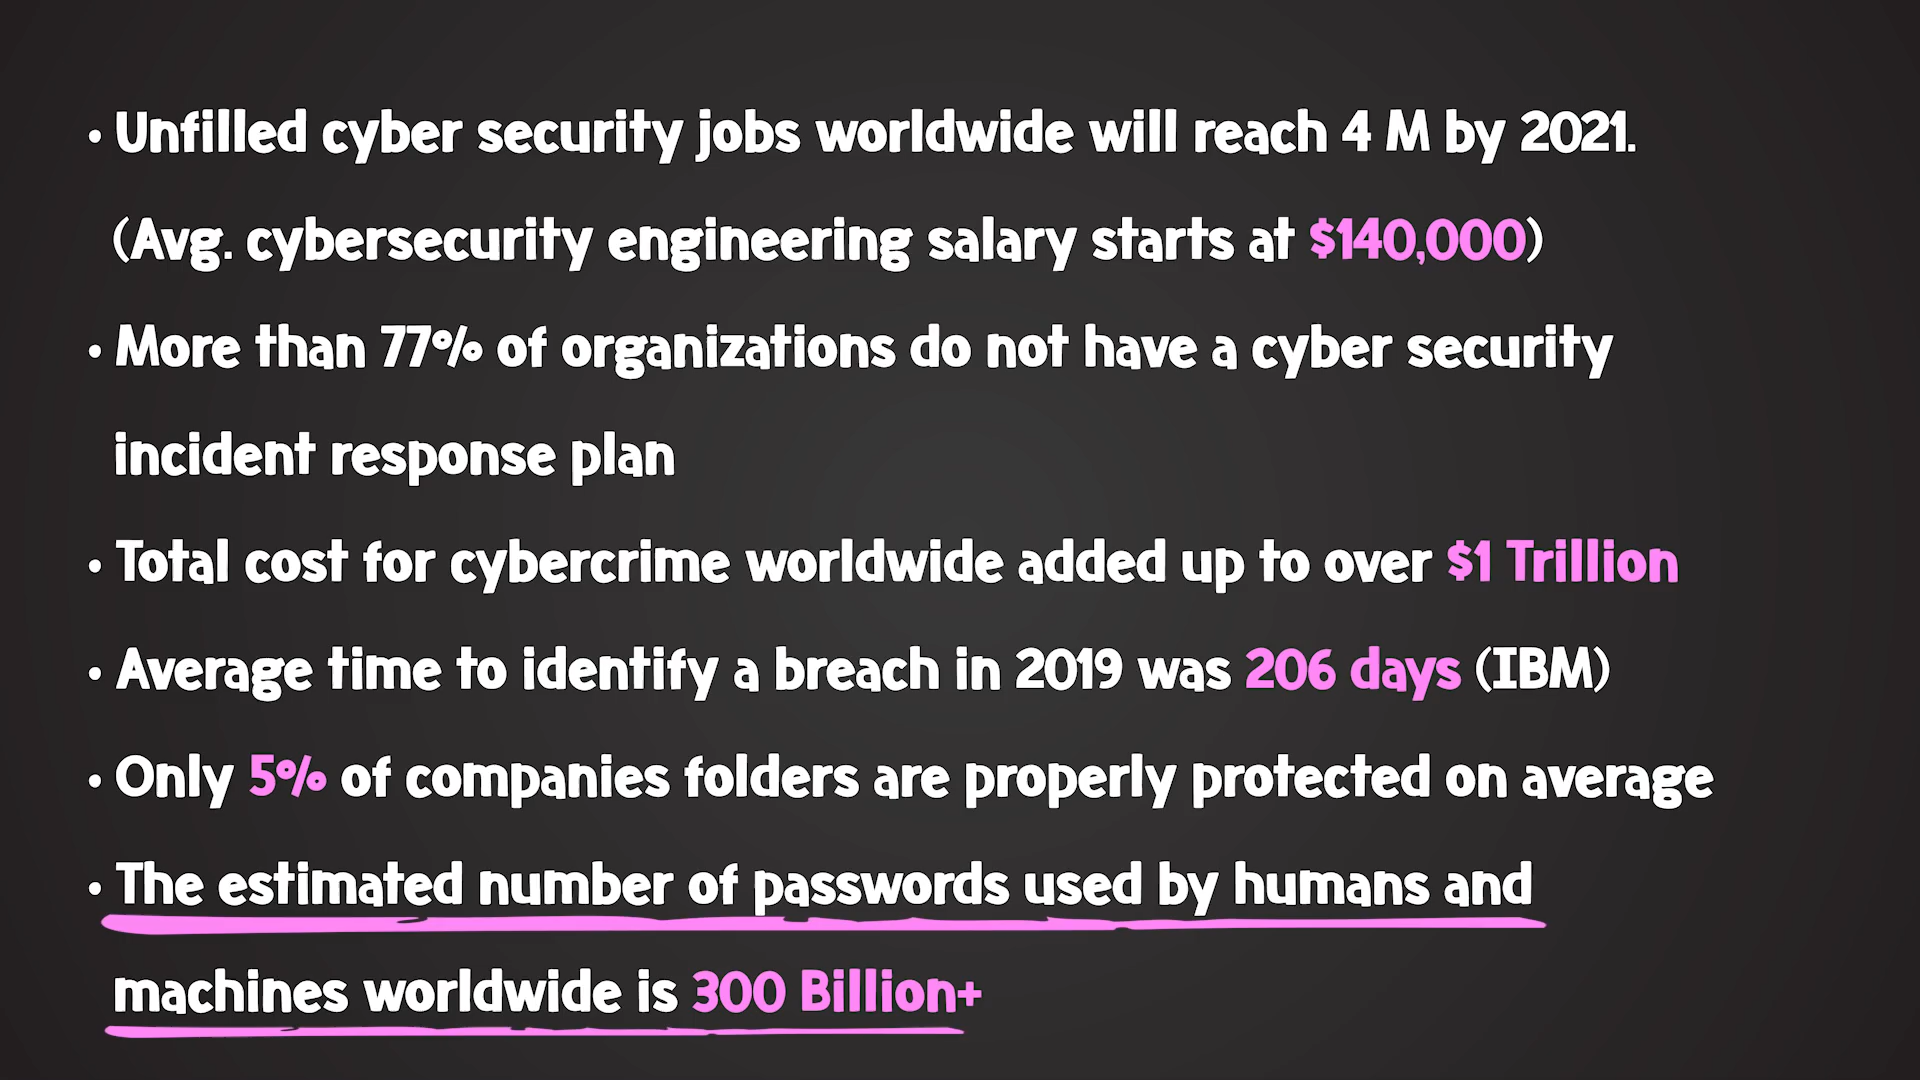 • Unfilled cyber security jobs worldwide will reach 4 M by 2021.
(Avg. cybersecurity engineering salary starts at $140,000)
• More than 77% of organizations do not have a cyber security
incident response plan
• Total cost for cybercrime worldwide added up to over $1 Trillion
• Average time to identify a breach in 2019 was 206 days (IBM)
• Only 5% of companies folders are properly protected on average
• The estimated number of passwords used by humans and
machines worldwide is 300 Billion+